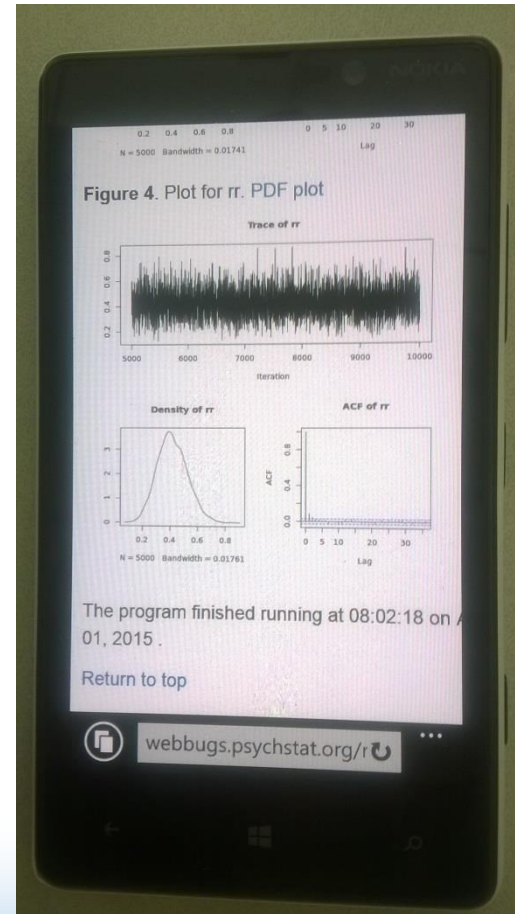 NOKIA
0.2 0.4 0.6 0.8 0 5 10 20 30
N = 5000 Bandwidth = 0.01741 Lag
Figure 4. Plot for rr. PDF plot
Trace of rr
0.2 0.4 0.6 0.8
5000 6000 7000 8000 9000 10000
Iteration
Density of rr ACF of rr
0 1 2 3
ACF
0.0 0.4 0.8
0.2 0.4 0.6 0.8 0 5 10 20 30
N = 5000 Bandwidth = 0.01761 Lag
The program finished running at 08:02:18 on
01, 2015 .
Return to top
webbugs.psychstat.org/r